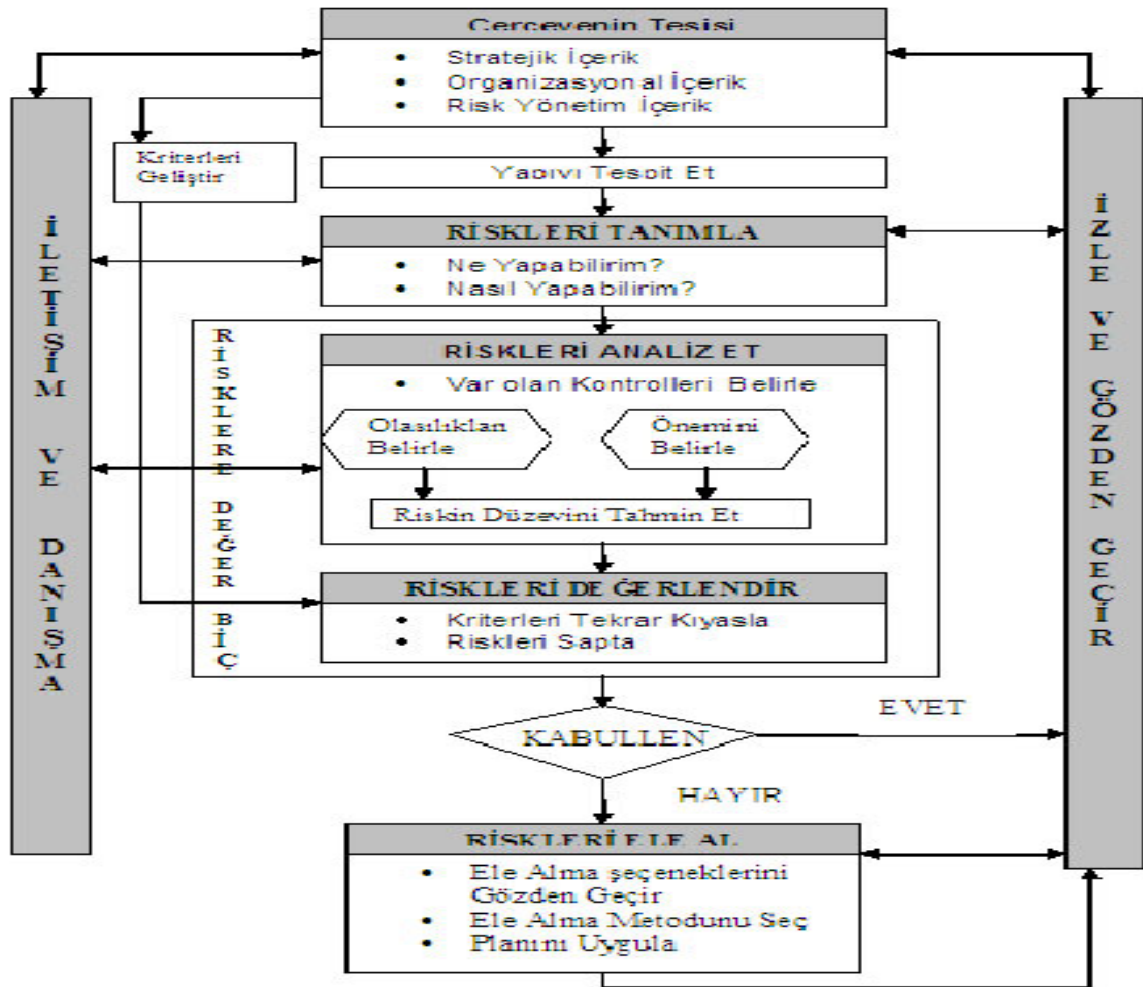 Çerçevenin Tesisi
• Stratejik İçerik
• Organizasyonal İçerik
• Risk Yönetim İçerik
Kriterleri
Geliştir
Yapıyı Tespit Et
RİSKLERİ TANIMLA
• Ne Yapabilirim?
• Nasıl Yapabilirim?
İLETİŞİM VE DANIŞMA
İZLE VE GÖZDEN GEÇİR
RİSKLERE DEĞER BİÇ
RİSKLERİ ANALİZ ET
• Var olan Kontrolleri Belirle
Olasılıkları
Belirle
Önemini
Belirle
Riskin Düzeyini Tahmin Et
RİSKLERİ DEĞERLENDİR
• Kriterleri Tekrar Kıyasla
• Riskleri Sapta
KABULLEN
EVET
HAYIR
RİSKLERİ ELE AL
• Ele Alma seçeneklerini
Gözden Geçir
• Ele Alma Metodunu Seç
• Planını Uygula